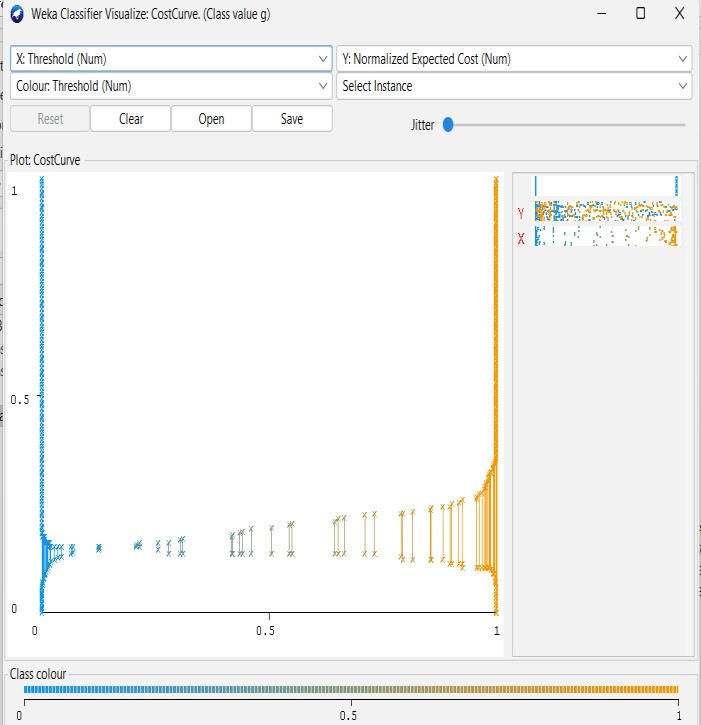 Weka Classifier Visualize: CostCurve. (Class value g)
X: Threshold (Num) Y: Normalized Expected Cost (Num)
Colour: Threshold (Num) Select Instance
Reset Clear Open Save
Jitter
Plot: CostCurve
1
Y
X
0.5
0
0 0.5 1
Class colour
0 0.5 1